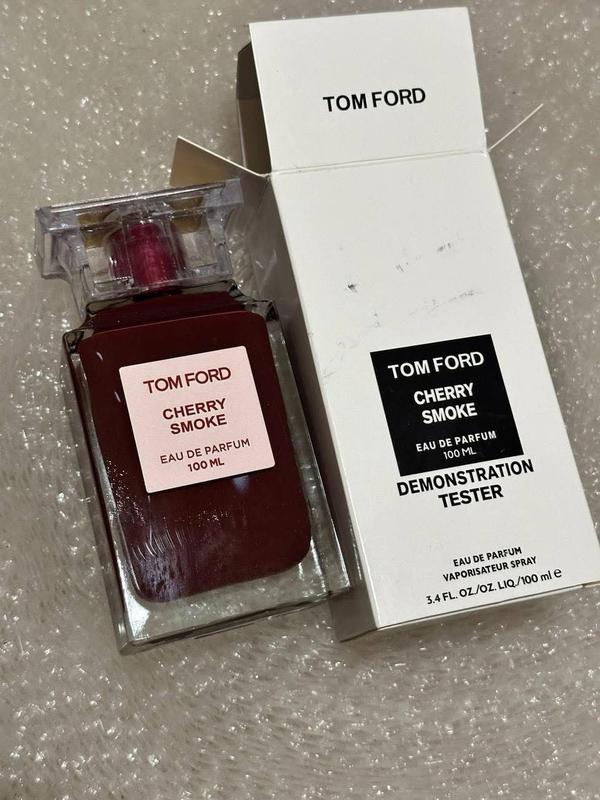 TOM FORD
TOM FORD
CHERRY
SMOKE
EAU DE PARFUM
100 ML
TOM FORD
CHERRY
SMOKE
EAU DE PARFUM
100 ML
DEMONSTRATION
TESTER
EAU DE PARFUM
VAPORISATEUR SPRAY
3.4 FL. OZ./OZ. LIQ./100 ml e